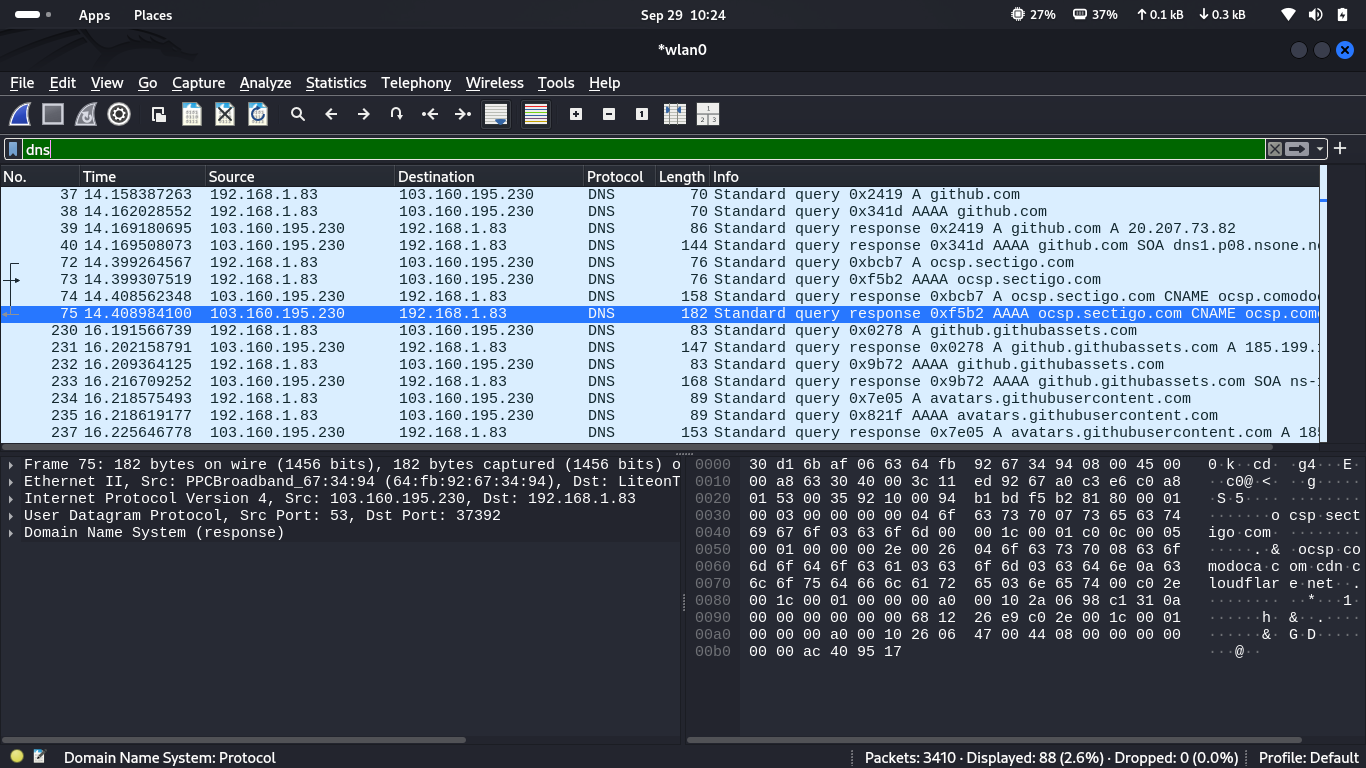 Apps Places Sep 29 10:24 27% 37% 0.1 kB 0.3 kB
*wlan0
File Edit View Go Capture Analyze Statistics Telephony Wireless Tools Help
dns
No. Time Source Destination Protocol Length Info
37 14.158387263 192.168.1.83 103.160.195.230 DNS 70 Standard query 0x2419 A github.com
38 14.162028552 192.168.1.83 103.160.195.230 DNS 70 Standard query 0x341d AAAA github.com
39 14.169180695 103.160.195.230 192.168.1.83 DNS 86 Standard query response 0x2419 A github.com A 20.207.73.82
40 14.169508073 103.160.195.230 192.168.1.83 DNS 144 Standard query response 0x341d AAAA github.com SOA dns1.p08.nsone.n
72 14.399264567 192.168.1.83 103.160.195.230 DNS 76 Standard query 0xbcb7 A ocsp.sectigo.com
73 14.399307519 192.168.1.83 103.160.195.230 DNS 76 Standard query 0xf5b2 AAAA ocsp.sectigo.com
74 14.408562348 103.160.195.230 192.168.1.83 DNS 158 Standard query response 0xbcb7 A ocsp.sectigo.com CNAME ocsp.comodo
75 14.408984100 103.160.195.230 192.168.1.83 DNS 182 Standard query response 0xf5b2 AAAA ocsp.sectigo.com CNAME ocsp.com
230 16.191566739 192.168.1.83 103.160.195.230 DNS 83 Standard query 0x0278 A github.githubassets.com
231 16.202158791 103.160.195.230 192.168.1.83 DNS 147 Standard query response 0x0278 A github.githubassets.com A 185.199.1
232 16.209364125 192.168.1.83 103.160.195.230 DNS 83 Standard query 0x9b72 AAAA github.githubassets.com
233 16.216709252 103.160.195.230 192.168.1.83 DNS 168 Standard query response 0x9b72 AAAA github.githubassets.com SOA ns-1
234 16.218575493 192.168.1.83 103.160.195.230 DNS 89 Standard query 0x7e05 A avatars.githubusercontent.com
235 16.218619177 192.168.1.83 103.160.195.230 DNS 89 Standard query 0x821f AAAA avatars.githubusercontent.com
237 16.225646778 103.160.195.230 192.168.1.83 DNS 153 Standard query response 0x7e05 A avatars.githubusercontent.com A 185
Frame 75: 182 bytes on wire (1456 bits), 182 bytes captured (1456 bits) o
Ethernet II, Src: PPCBroadband_67:34:94 (64:fb:92:67:34:94), Dst: LiteonT
Internet Protocol Version 4, Src: 103.160.195.230, Dst: 192.168.1.83
User Datagram Protocol, Src Port: 53, Dst Port: 37392
Domain Name System (response)
0000 30 d1 6b af 06 63 64 fb 92 67 34 94 08 00 45 00 0·k··cd· ·g4···E·
0010 00 a8 63 30 40 00 3c 11 ed 92 67 a0 c3 e6 c0 a8 ··c0@·<· ··g·····
0020 01 53 00 35 92 10 00 94 b1 bd f5 b2 81 80 00 01 ·S·5···· ········
0030 00 03 00 00 00 00 04 6f 63 73 70 07 73 65 63 74 ·······o csp·sect
0040 69 67 6f 03 63 6f 6d 00 00 1c 00 01 c0 0c 00 05 igo·com· ········
0050 00 01 00 00 00 2e 00 26 04 6f 63 73 70 08 63 6f ·····.·& ·ocsp·co
0060 6d 6f 64 6f 63 61 03 63 6f 6d 03 63 64 6e 0a 63 modoca·c om·cdn·c
0070 6c 6f 75 64 66 6c 61 72 65 03 6e 65 74 00 c0 2e loudflar e·net··.
0080 00 1c 00 01 00 00 00 a0 00 10 2a 06 98 c1 31 0a ········ ··*···1·
0090 00 00 00 00 00 00 68 12 26 e9 c0 2e 00 1c 00 01 ······h· &··.····
00a0 00 00 00 a0 00 10 26 06 47 00 44 08 00 00 00 00 ······&· G·D·····
00b0 00 00 ac 40 95 17 ···@··
Domain Name System: Protocol Packets: 3410 · Displayed: 88 (2.6%) · Dropped: 0 (0.0%) Profile: Default